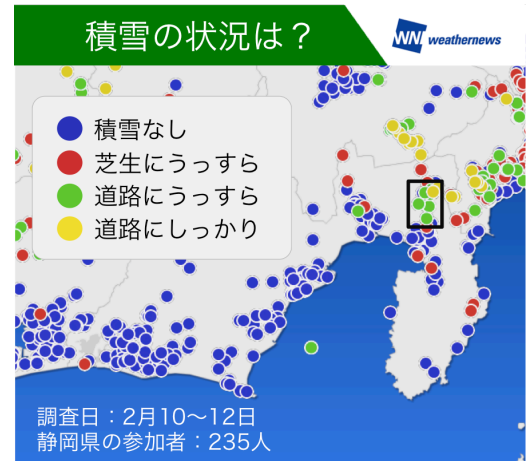 積雪の状況は？
WNI weathernews
積雪なし
芝生にうっすら
道路にうっすら
道路にしっかり
調査日：2月10〜12日
静岡県の参加者：235人